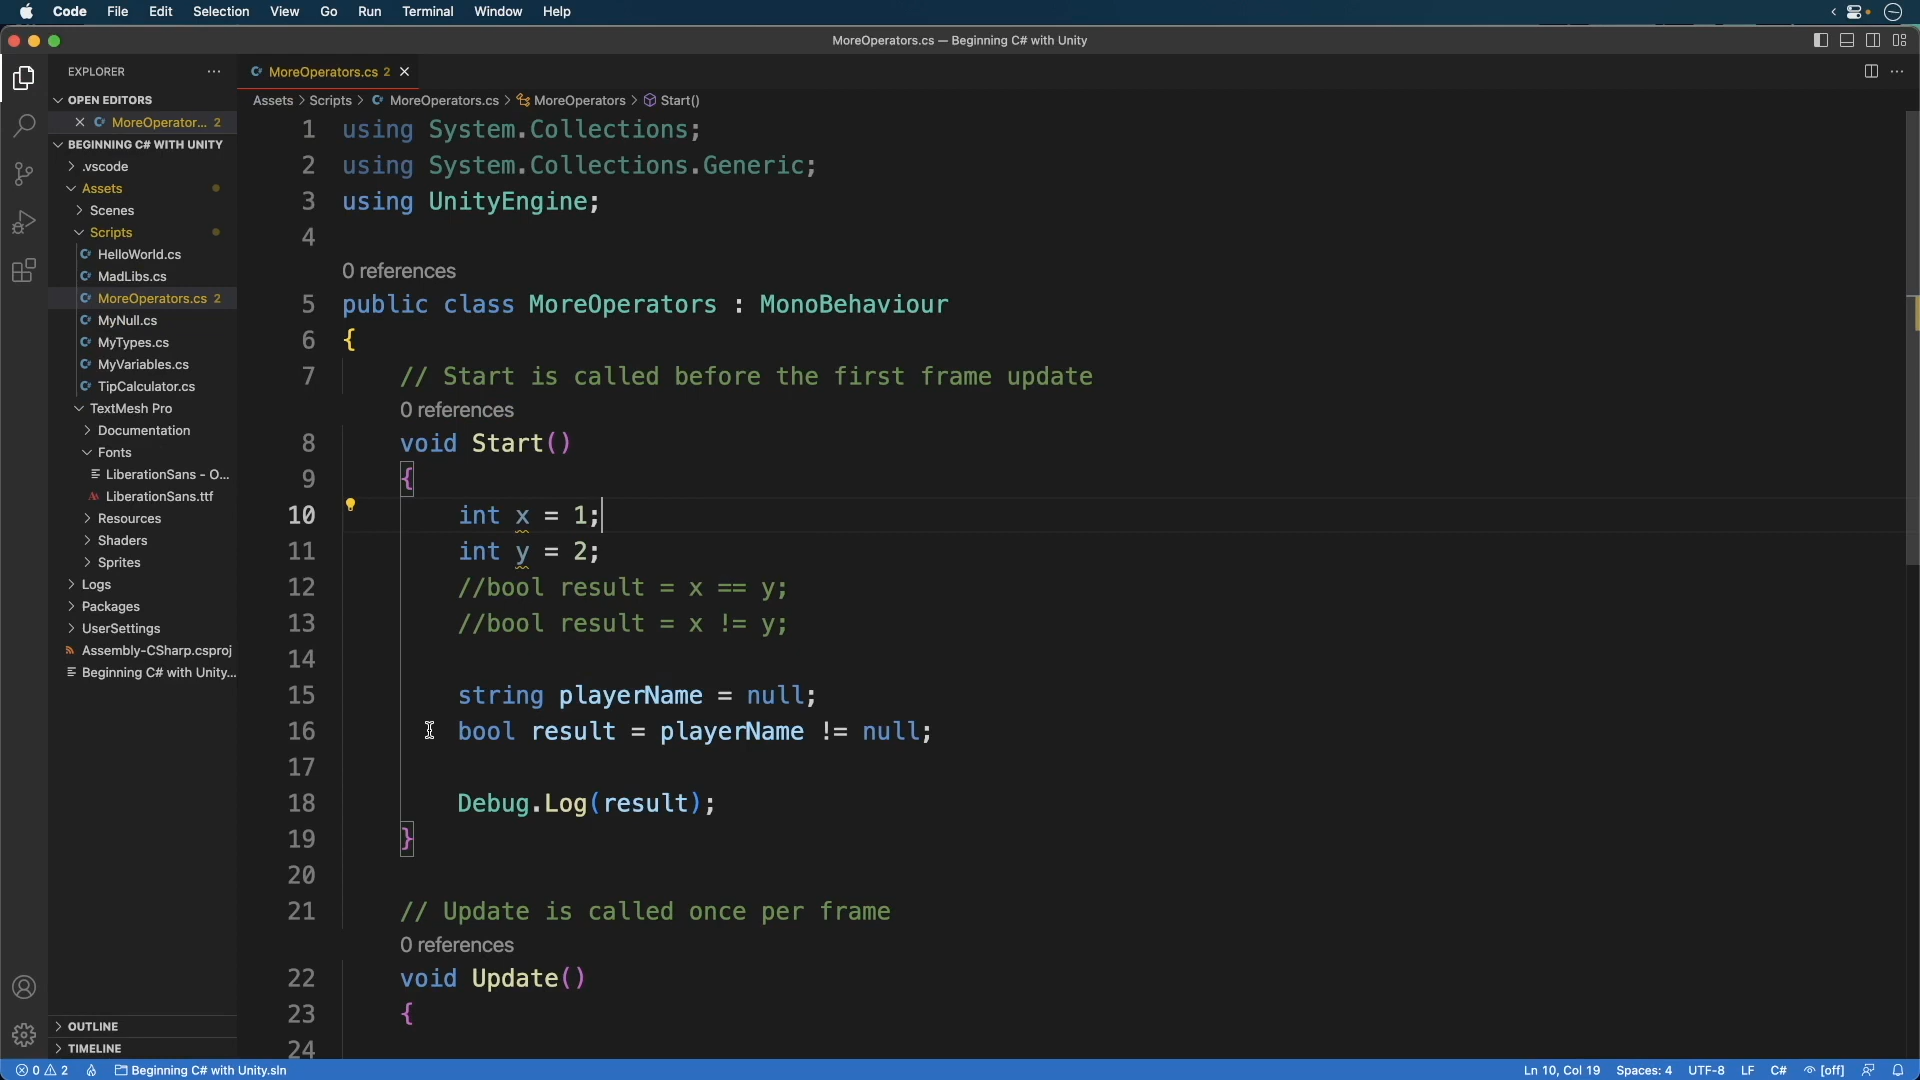 Code File Edit Selection View Go Run Terminal Window Help
MoreOperators.cs — Beginning C# with Unity
EXPLORER
OPEN EDITORS
MoreOperator... 2
BEGINNING C# WITH UNITY
.vscode
Assets
Scenes
Scripts
HelloWorld.cs
MadLibs.cs
MoreOperators.cs 2
MyNull.cs
MyTypes.cs
MyVariables.cs
TipCalculator.cs
TextMesh Pro
Documentation
Fonts
LiberationSans - O...
LiberationSans.ttf
Resources
Shaders
Sprites
Logs
Packages
UserSettings
Assembly-CSharp.csproj
Beginning C# with Unity...
OUTLINE
TIMELINE
MoreOperators.cs 2
Assets > Scripts > MoreOperators.cs > MoreOperators > Start()
1 using System.Collections;
2 using System.Collections.Generic;
3 using UnityEngine;
4
0 references
5 public class MoreOperators : MonoBehaviour
6 {
7 // Start is called before the first frame update
0 references
8 void Start()
9 {
10 int x = 1;
11 int y = 2;
12 //bool result = x == y;
13 //bool result = x != y;
14
15 string playerName = null;
16 bool result = playerName != null;
17
18 Debug.Log(result);
19 }
20
21 // Update is called once per frame
0 references
22 void Update()
23 {
24
0 2 Beginning C# with Unity.sln Ln 10, Col 19 Spaces: 4 UTF-8 LF C# [off]